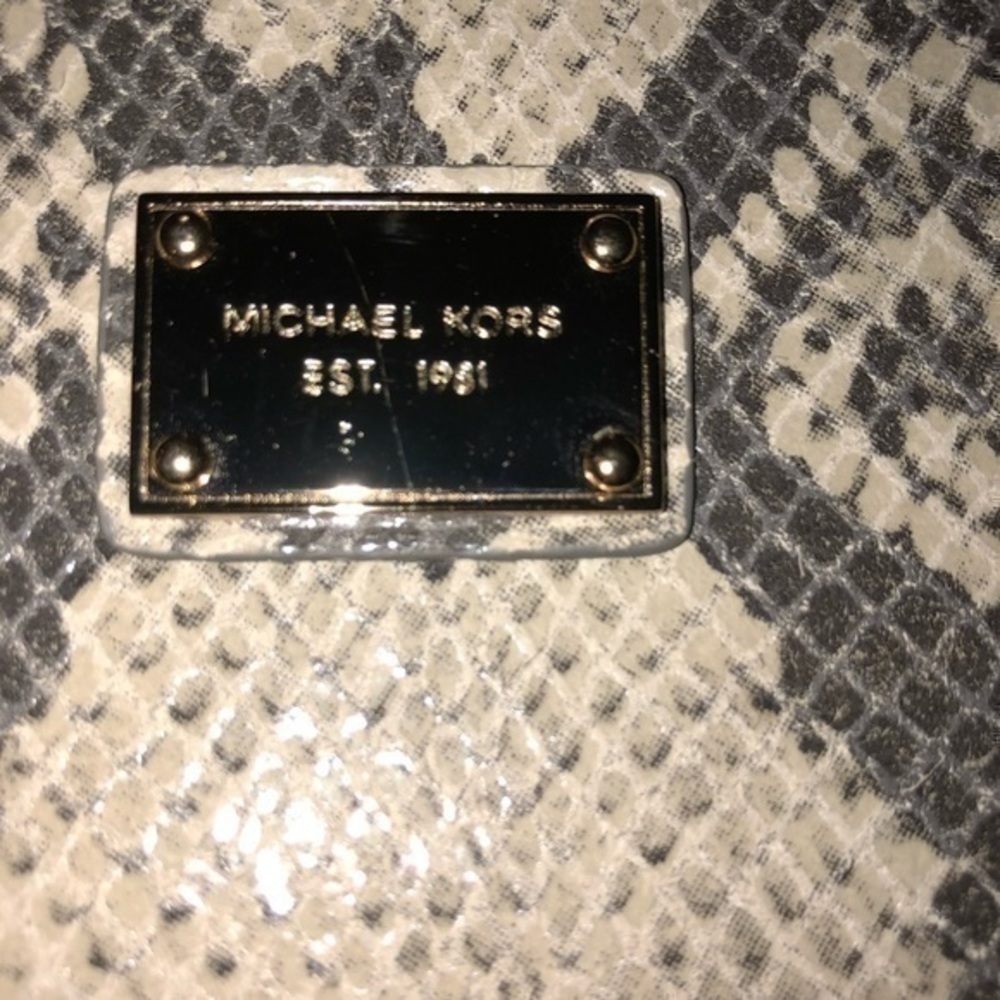 MICHAEL KORS
EST. 1981